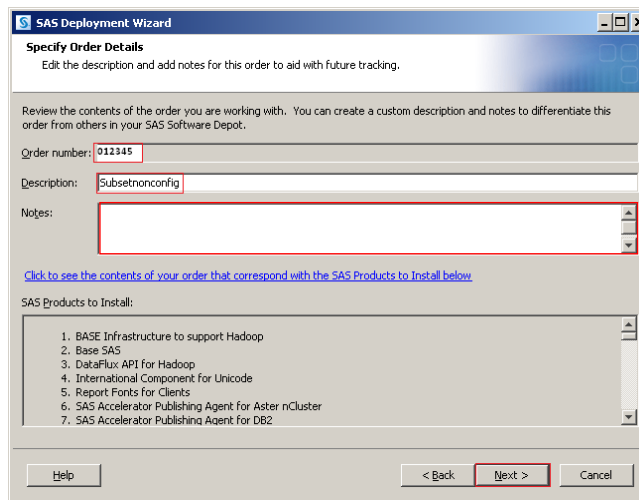 SAS Deployment Wizard
Specify Order Details
Edit the description and add notes for this order to aid with future tracking.
Review the contents of the order you are working with. You can create a custom description and notes to differentiate this
order from others in your SAS Software Depot.
Order number: 012345
Description: Subsetnonconfig
Notes:
Click to see the contents of your order that correspond with the SAS Products to Install below
SAS Products to Install:
1. BASE Infrastructure to support Hadoop
2. Base SAS
3. DataFlux API for Hadoop
4. International Component for Unicode
5. Report Fonts for Clients
6. SAS Accelerator Publishing Agent for Aster nCluster
7. SAS Accelerator Publishing Agent for DB2
Help < Back Next > Cancel